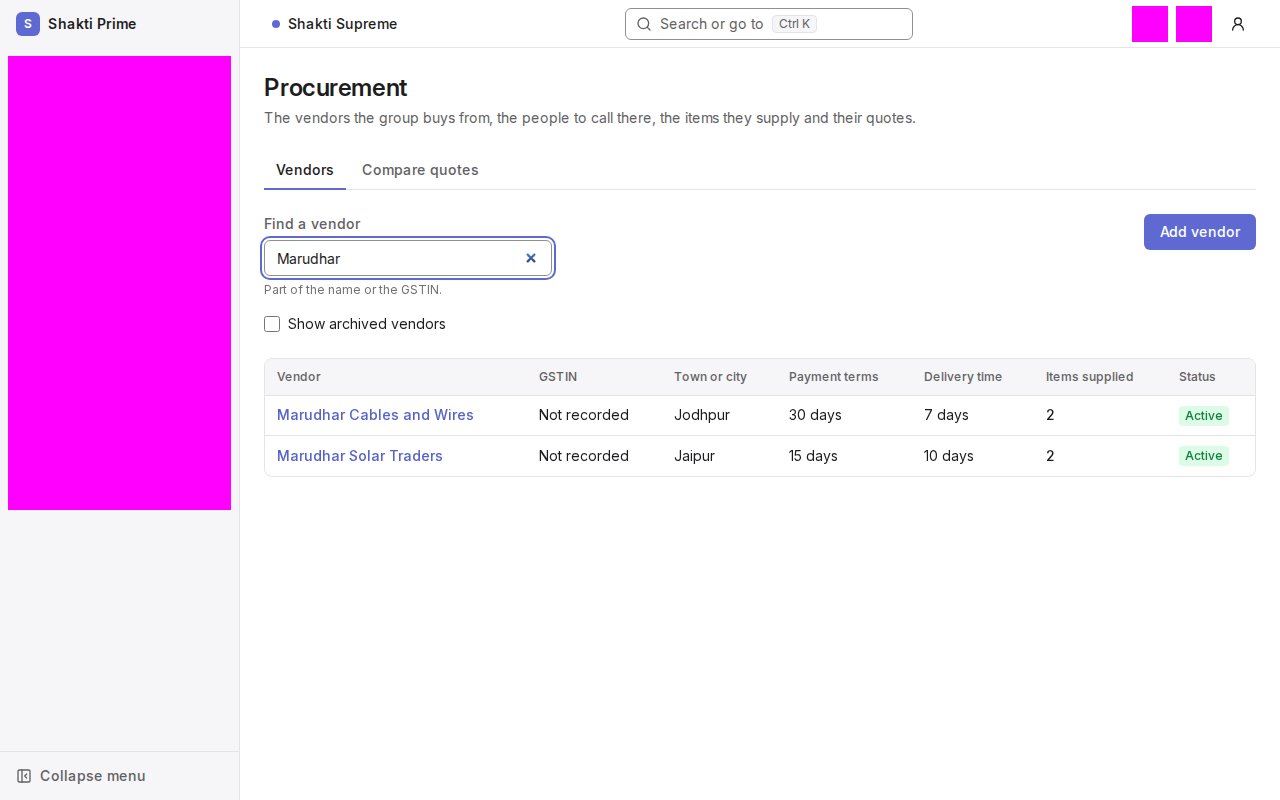 S Shakti Prime
Shakti Supreme
Search or go to Ctrl K
Procurement
The vendors the group buys from, the people to call there, the items they supply and their quotes.
Vendors Compare quotes
Find a vendor
Add vendor
Marudhar
Part of the name or the GSTIN.
Show archived vendors
Vendor GSTIN Town or city Payment terms Delivery time Items supplied Status
Marudhar Cables and Wires Not recorded Jodhpur 30 days 7 days 2 Active
Marudhar Solar Traders Not recorded Jaipur 15 days 10 days 2 Active
Collapse menu